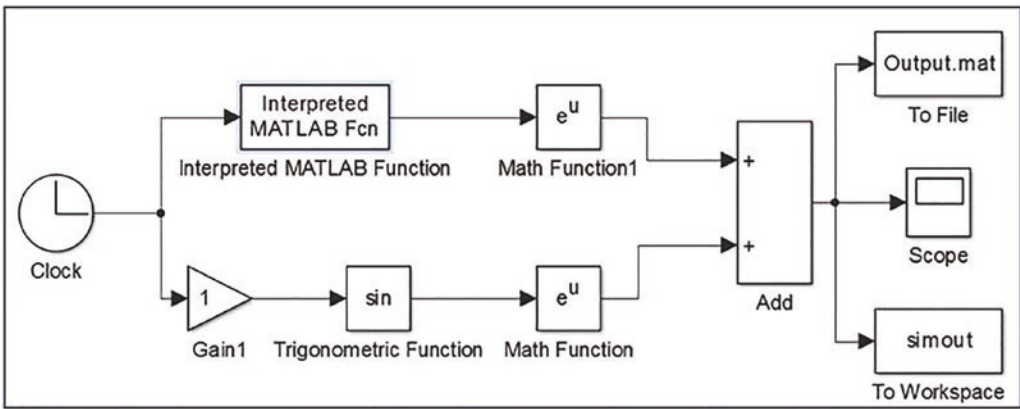 Output.mat
To File
Interpreted
MATLAB Fcn
Interpreted MATLAB Function
e^u
Math Function1
+
+
Add
Scope
Clock
1
Gain1
sin
Trigonometric Function
e^u
Math Function
simout
To Workspace